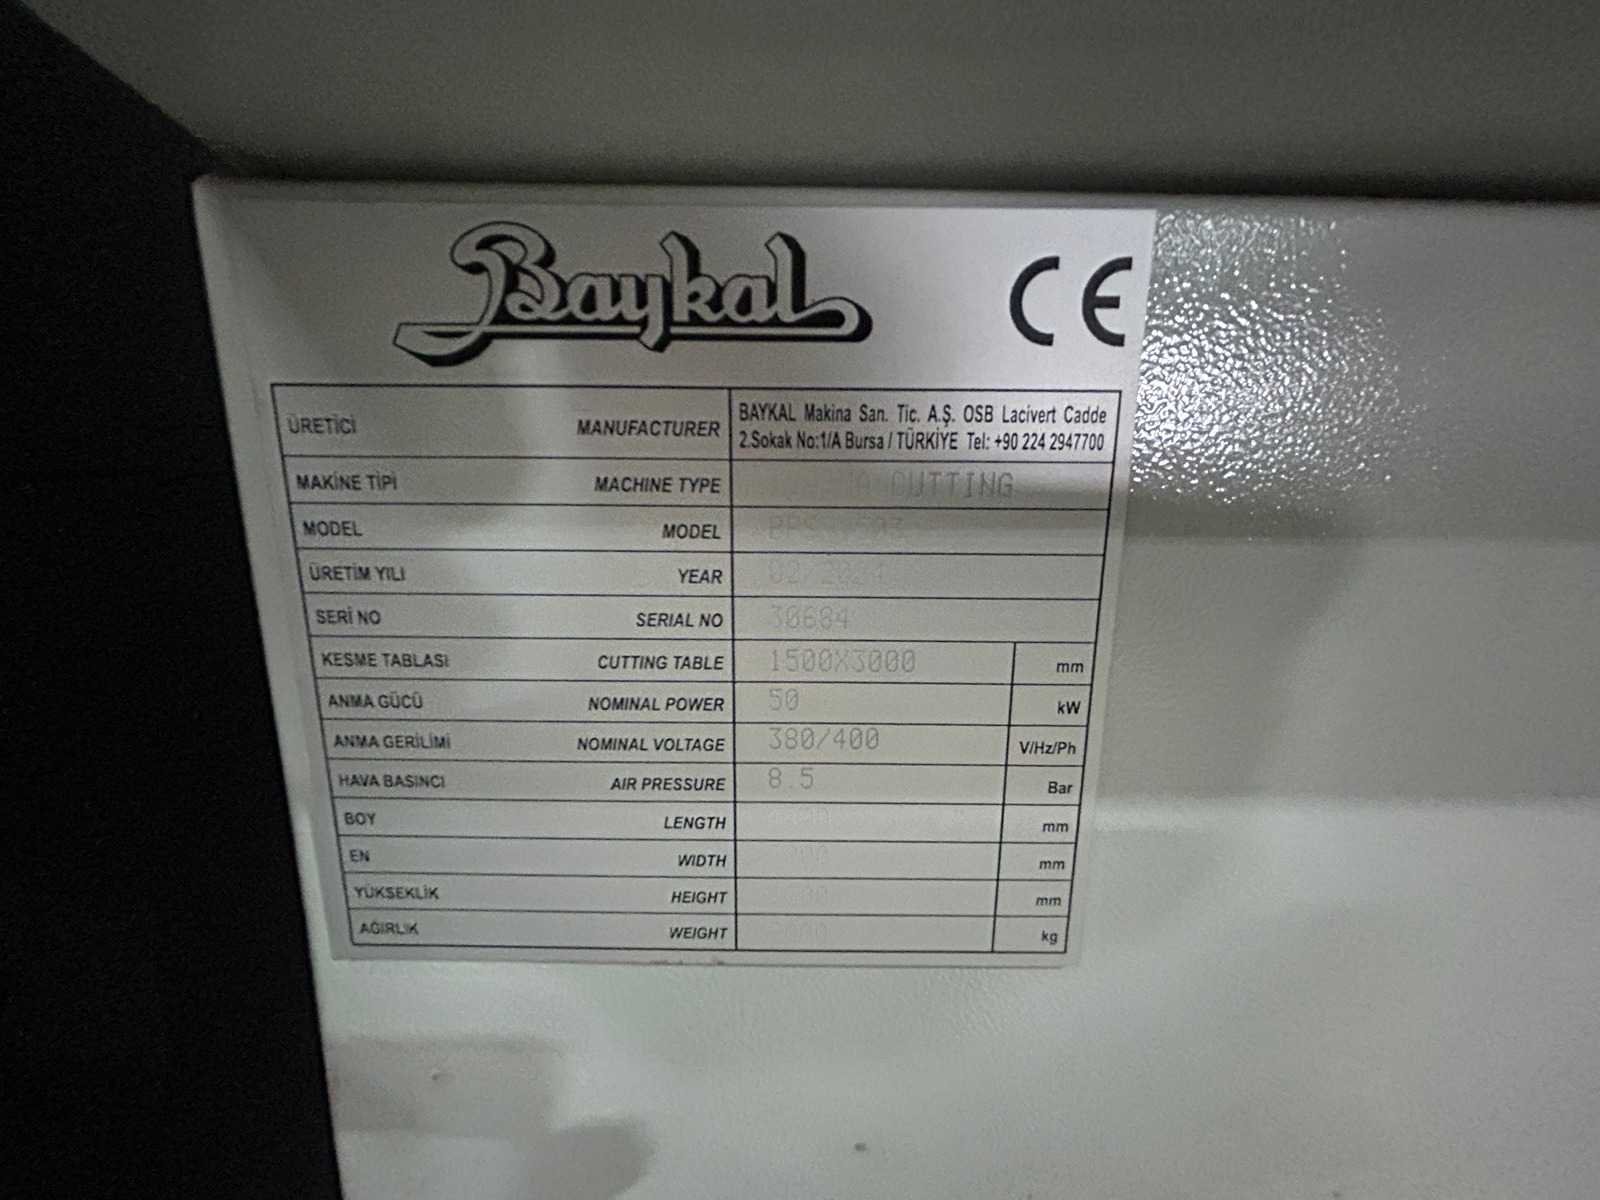 Baykal
CE
ÜRETİCİ MANUFACTURER BAYKAL Makina San. Tic. A.Ş. OSB Lacivert Cadde
2.Sokak No:1/A Bursa / TÜRKİYE Tel: +90 224 2947700
MAKİNE TİPİ MACHINE TYPE CUTTING
MODEL MODEL
ÜRETİM YILI YEAR
SERİ NO SERIAL NO 30684
KESME TABLASI CUTTING TABLE 1500X3000 mm
ANMA GÜCÜ NOMINAL POWER 50 kW
ANMA GERİLİMİ NOMINAL VOLTAGE 380/400 V/Hz/Ph
HAVA BASINCI AIR PRESSURE 8.5 Bar
BOY LENGTH mm
EN WIDTH mm
YÜKSEKLİK HEIGHT mm
AĞIRLIK WEIGHT kg